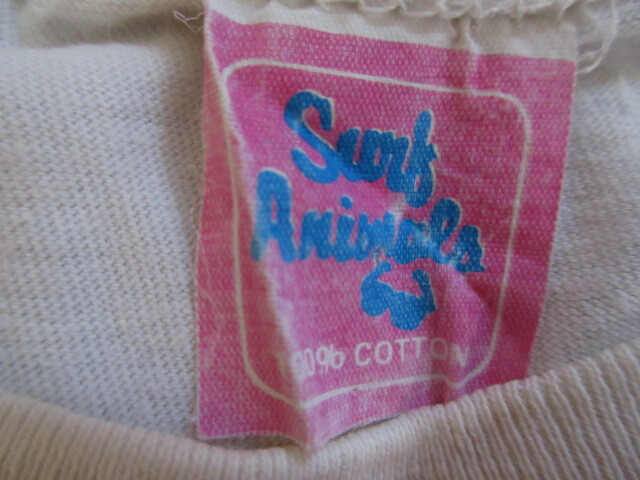 Surf
Animals
100% COTTON